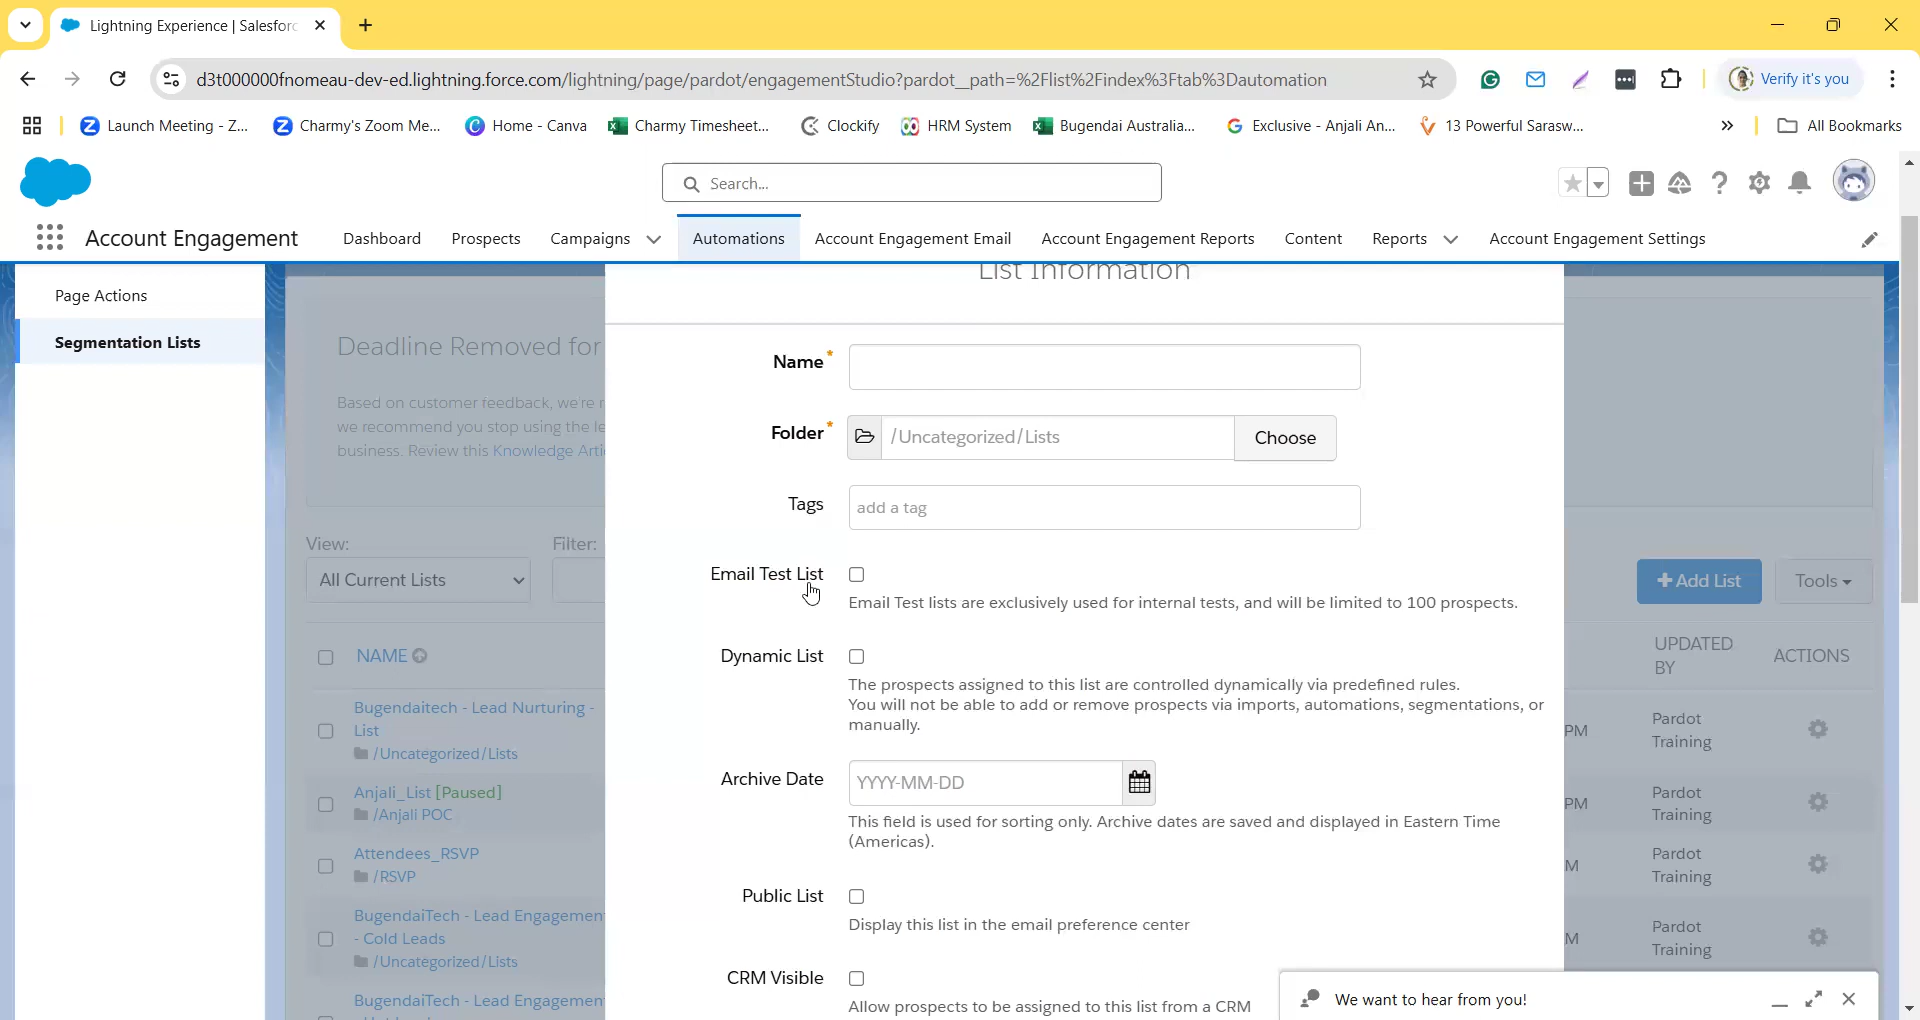 Lightning Experience | Salesforc
d3t000000fnomeau-dev-ed.lightning.force.com/lightning/page/pardot/engagementStudio?pardot__path=%2Flist%2Findex%3Ftab%3Dautomation
Verify it's you
Launch Meeting - Z...
Charmy's Zoom Me...
Home - Canva
Charmy Timesheet...
Clockify
HRM System
Bugendai Australia...
Exclusive - Anjali An...
13 Powerful Sarasw...
All Bookmarks
Search...
Account Engagement
Dashboard
Prospects
Campaigns
Automations
Account Engagement Email
Account Engagement Reports
Content
Reports
Account Engagement Settings
Page Actions
Segmentation Lists
Deadline Removed for
Based on customer feedback, we're r
we recommend you stop using the le
business. Review this Knowledge Arti
View:
Filter:
All Current Lists
+Add List
Tools
NAME
UPDATED
BY
ACTIONS
Bugendaitech - Lead Nurturing -
List
/Uncategorized/Lists
PM
Pardot
Training
Anjali_List [Paused]
/Anjali POC
PM
Pardot
Training
Attendees_RSVP
/RSVP
M
Pardot
Training
BugendaiTech - Lead Engagemen
- Cold Leads
/Uncategorized/Lists
M
Pardot
Training
BugendaiTech - Lead Engagemen
List Information
Name*
Folder*
/Uncategorized/Lists
Choose
Tags
add a tag
Email Test List
Email Test lists are exclusively used for internal tests, and will be limited to 100 prospects.
Dynamic List
The prospects assigned to this list are controlled dynamically via predefined rules.
You will not be able to add or remove prospects via imports, automations, segmentations, or
manually.
Archive Date
YYYY-MM-DD
This field is used for sorting only. Archive dates are saved and displayed in Eastern Time
(Americas).
Public List
Display this list in the email preference center
CRM Visible
Allow prospects to be assigned to this list from a CRM
We want to hear from you!